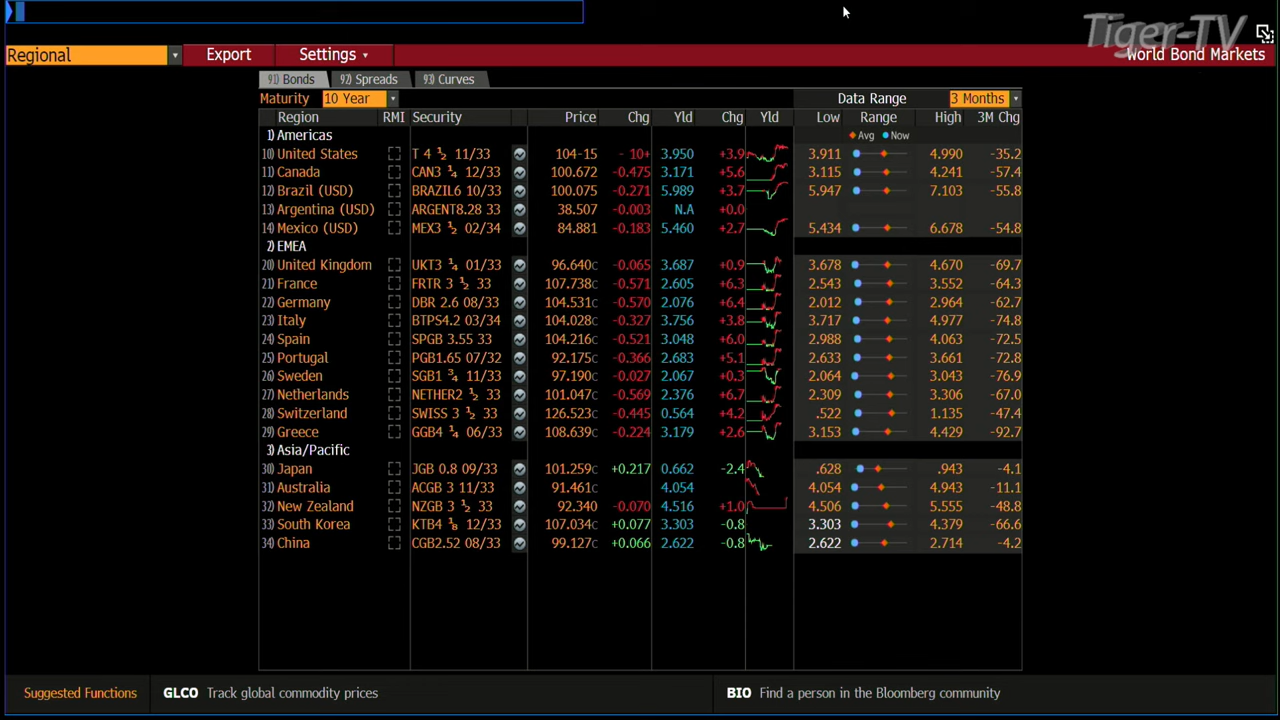 Tiger-TV
Regional Export Settings World Bond Markets
91) Bonds 92) Spreads 93) Curves
Maturity 10 Year Data Range 3 Months
Region RMI Security Price Chg Yld Chg Yld Low Range High 3M Chg
1) Americas Avg Now
10) United States T 4 ½ 11/33 104-15 - 10+ 3.950 +3.9 3.911 4.990 -35.2
11) Canada CAN3 ¼ 12/33 100.672 -0.475 3.171 +5.6 3.115 4.241 -57.4
12) Brazil (USD) BRAZIL6 10/33 100.075 -0.271 5.989 +3.7 5.947 7.103 -55.8
13) Argentina (USD) ARGENT8.28 33 38.507 -0.003 N.A +0.0
14) Mexico (USD) MEX3 ½ 02/34 84.881 -0.183 5.460 +2.7 5.434 6.678 -54.8
2) EMEA
20) United Kingdom UKT3 ¼ 01/33 96.640C -0.065 3.687 +0.9 3.678 4.670 -69.7
21) France FRTR 3 ½ 33 107.738C -0.571 2.605 +6.3 2.543 3.552 -64.3
22) Germany DBR 2.6 08/33 104.531C -0.570 2.076 +6.4 2.012 2.964 -62.7
23) Italy BTPS4.2 03/34 104.028C -0.327 3.756 +3.8 3.717 4.977 -74.8
24) Spain SPGB 3.55 33 104.216C -0.521 3.048 +6.0 2.988 4.063 -72.5
25) Portugal PGB1.65 07/32 92.175C -0.366 2.683 +5.1 2.633 3.661 -72.8
26) Sweden SGB1 ¾ 11/33 97.190C -0.027 2.067 +0.3 2.064 3.043 -76.9
27) Netherlands NETHER2 ½ 33 101.047C -0.569 2.376 +6.7 2.309 3.306 -67.0
28) Switzerland SWISS 3 ½ 33 126.523C -0.445 0.564 +4.2 .522 1.135 -47.4
29) Greece GGB4 ¼ 06/33 108.639C -0.224 3.179 +2.6 3.153 4.429 -92.7
3) Asia/Pacific
30) Japan JGB 0.8 09/33 101.259C +0.217 0.662 -2.4 .628 .943 -4.1
31) Australia ACGB 3 11/33 91.461C 4.054 4.054 4.943 -11.1
32) New Zealand NZGB 3 ½ 33 92.340 -0.070 4.516 +1.0 4.506 5.555 -48.8
33) South Korea KTB4 ⅛ 12/33 107.034C +0.077 3.303 -0.8 3.303 4.379 -66.6
34) China CGB2.52 08/33 99.127C +0.066 2.622 -0.8 2.622 2.714 -4.2
Suggested Functions GLCO Track global commodity prices BIO Find a person in the Bloomberg community